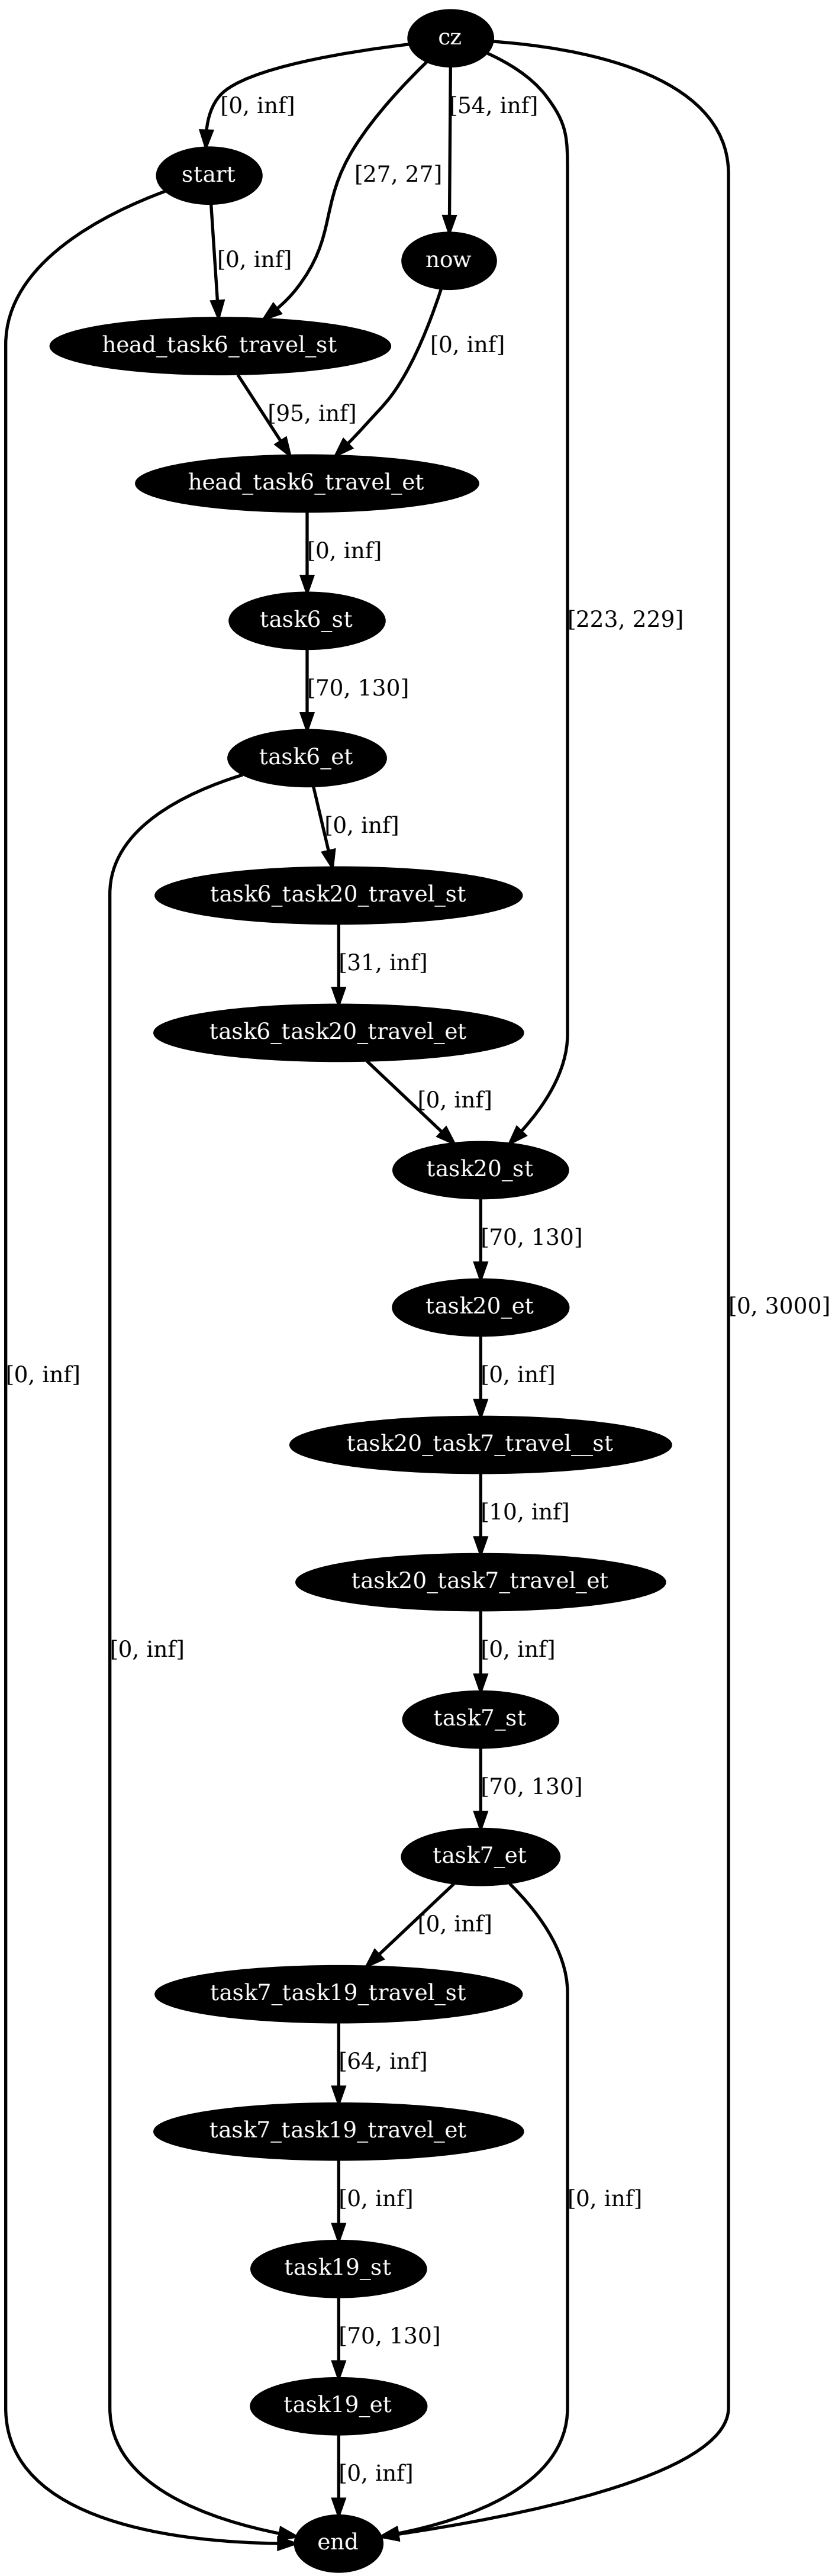 cz
[0, inf]
[54, inf]
start
[27, 27]
now
[0, inf]
head_task6_travel_st
[0, inf]
[95, inf]
head_task6_travel_et
[0, inf]
task6_st
[223, 229]
[70, 130]
task6_et
[0, inf]
task6_task20_travel_st
[31, inf]
task6_task20_travel_et
[0, inf]
task20_st
[70, 130]
task20_et
[0, 3000]
[0, inf]
[0, inf]
task20_task7_travel__st
[10, inf]
task20_task7_travel_et
[0, inf]
[0, inf]
task7_st
[70, 130]
task7_et
[0, inf]
task7_task19_travel_st
[64, inf]
task7_task19_travel_et
[0, inf]
[0, inf]
task19_st
[70, 130]
task19_et
[0, inf]
end